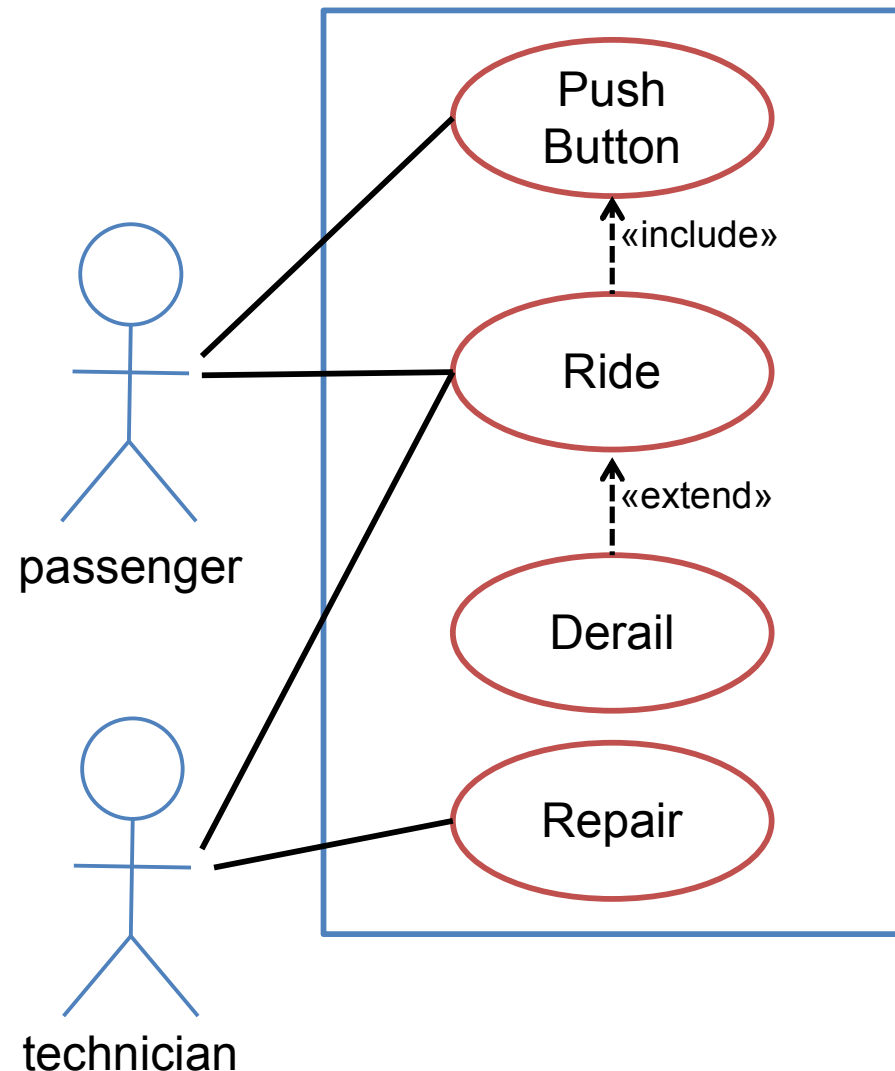 Push
Button
«include»
Ride
«extend»
passenger
Derail
Repair
technician